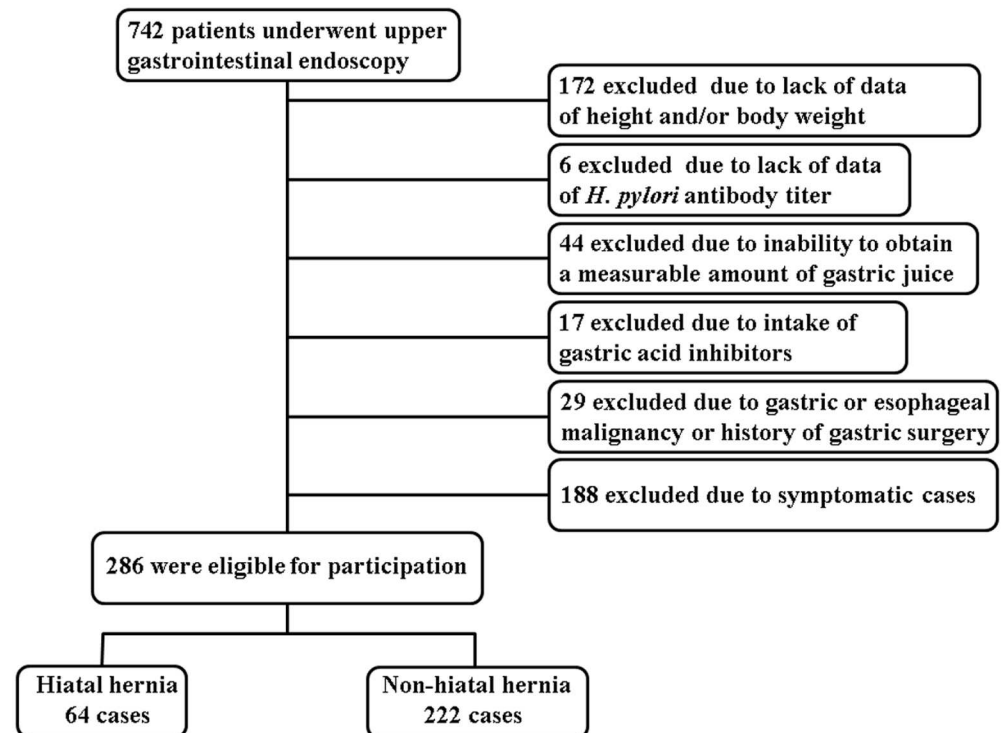 742 patients underwent upper
gastrointestinal endoscopy
172 excluded due to lack of data
of height and/or body weight
6 excluded due to lack of data
of H. pylori antibody titer
44 excluded due to inability to obtain
a measurable amount of gastric juice
17 excluded due to intake of
gastric acid inhibitors
29 excluded due to gastric or esophageal
malignancy or history of gastric surgery
188 excluded due to symptomatic cases
286 were eligible for participation
Hiatal hernia
64 cases
Non-hiatal hernia
222 cases